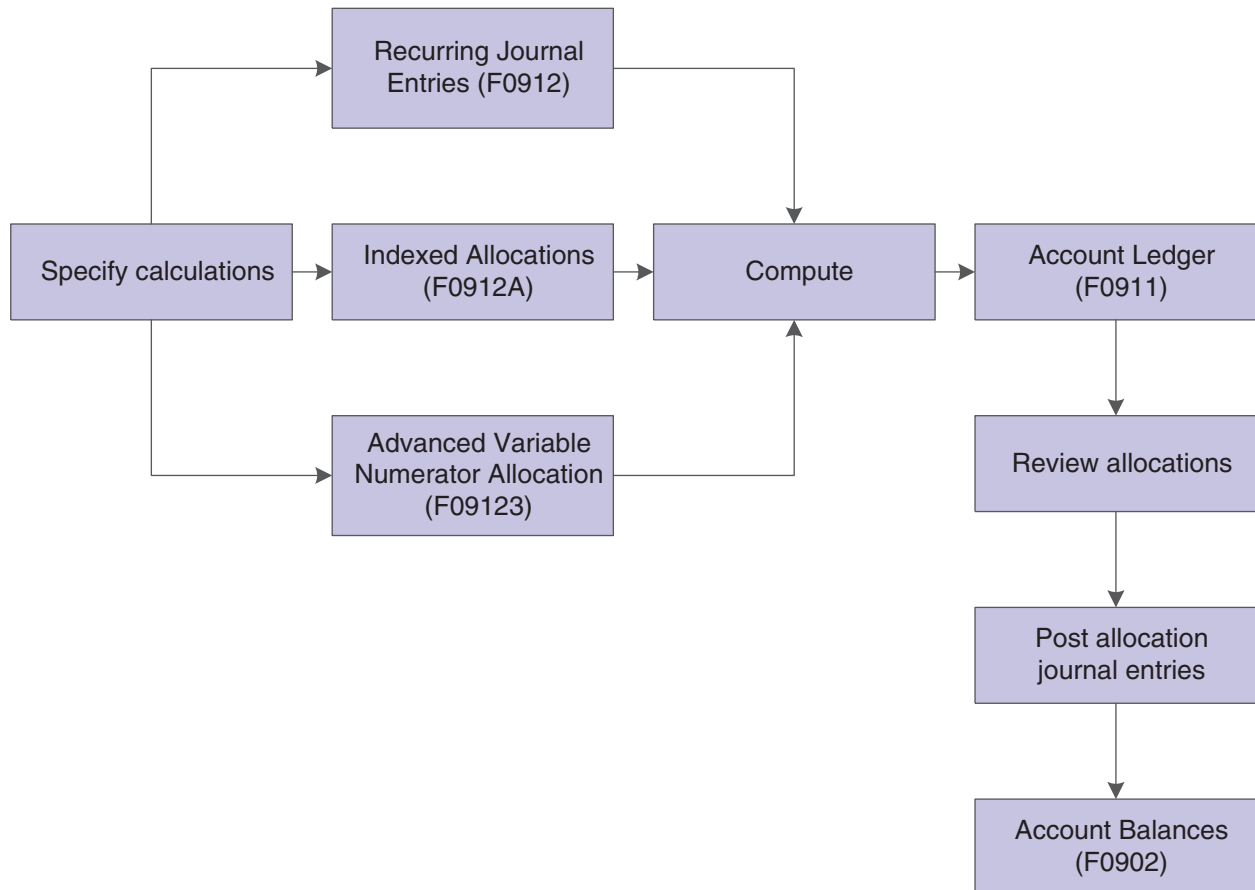 Recurring Journal
Entries (F0912)
Specify calculations
Indexed Allocations
(F0912A)
Compute
Account Ledger
(F0911)
Advanced Variable
Numerator Allocation
(F09123)
Review allocations
Post allocation
journal entries
Account Balances
(F0902)